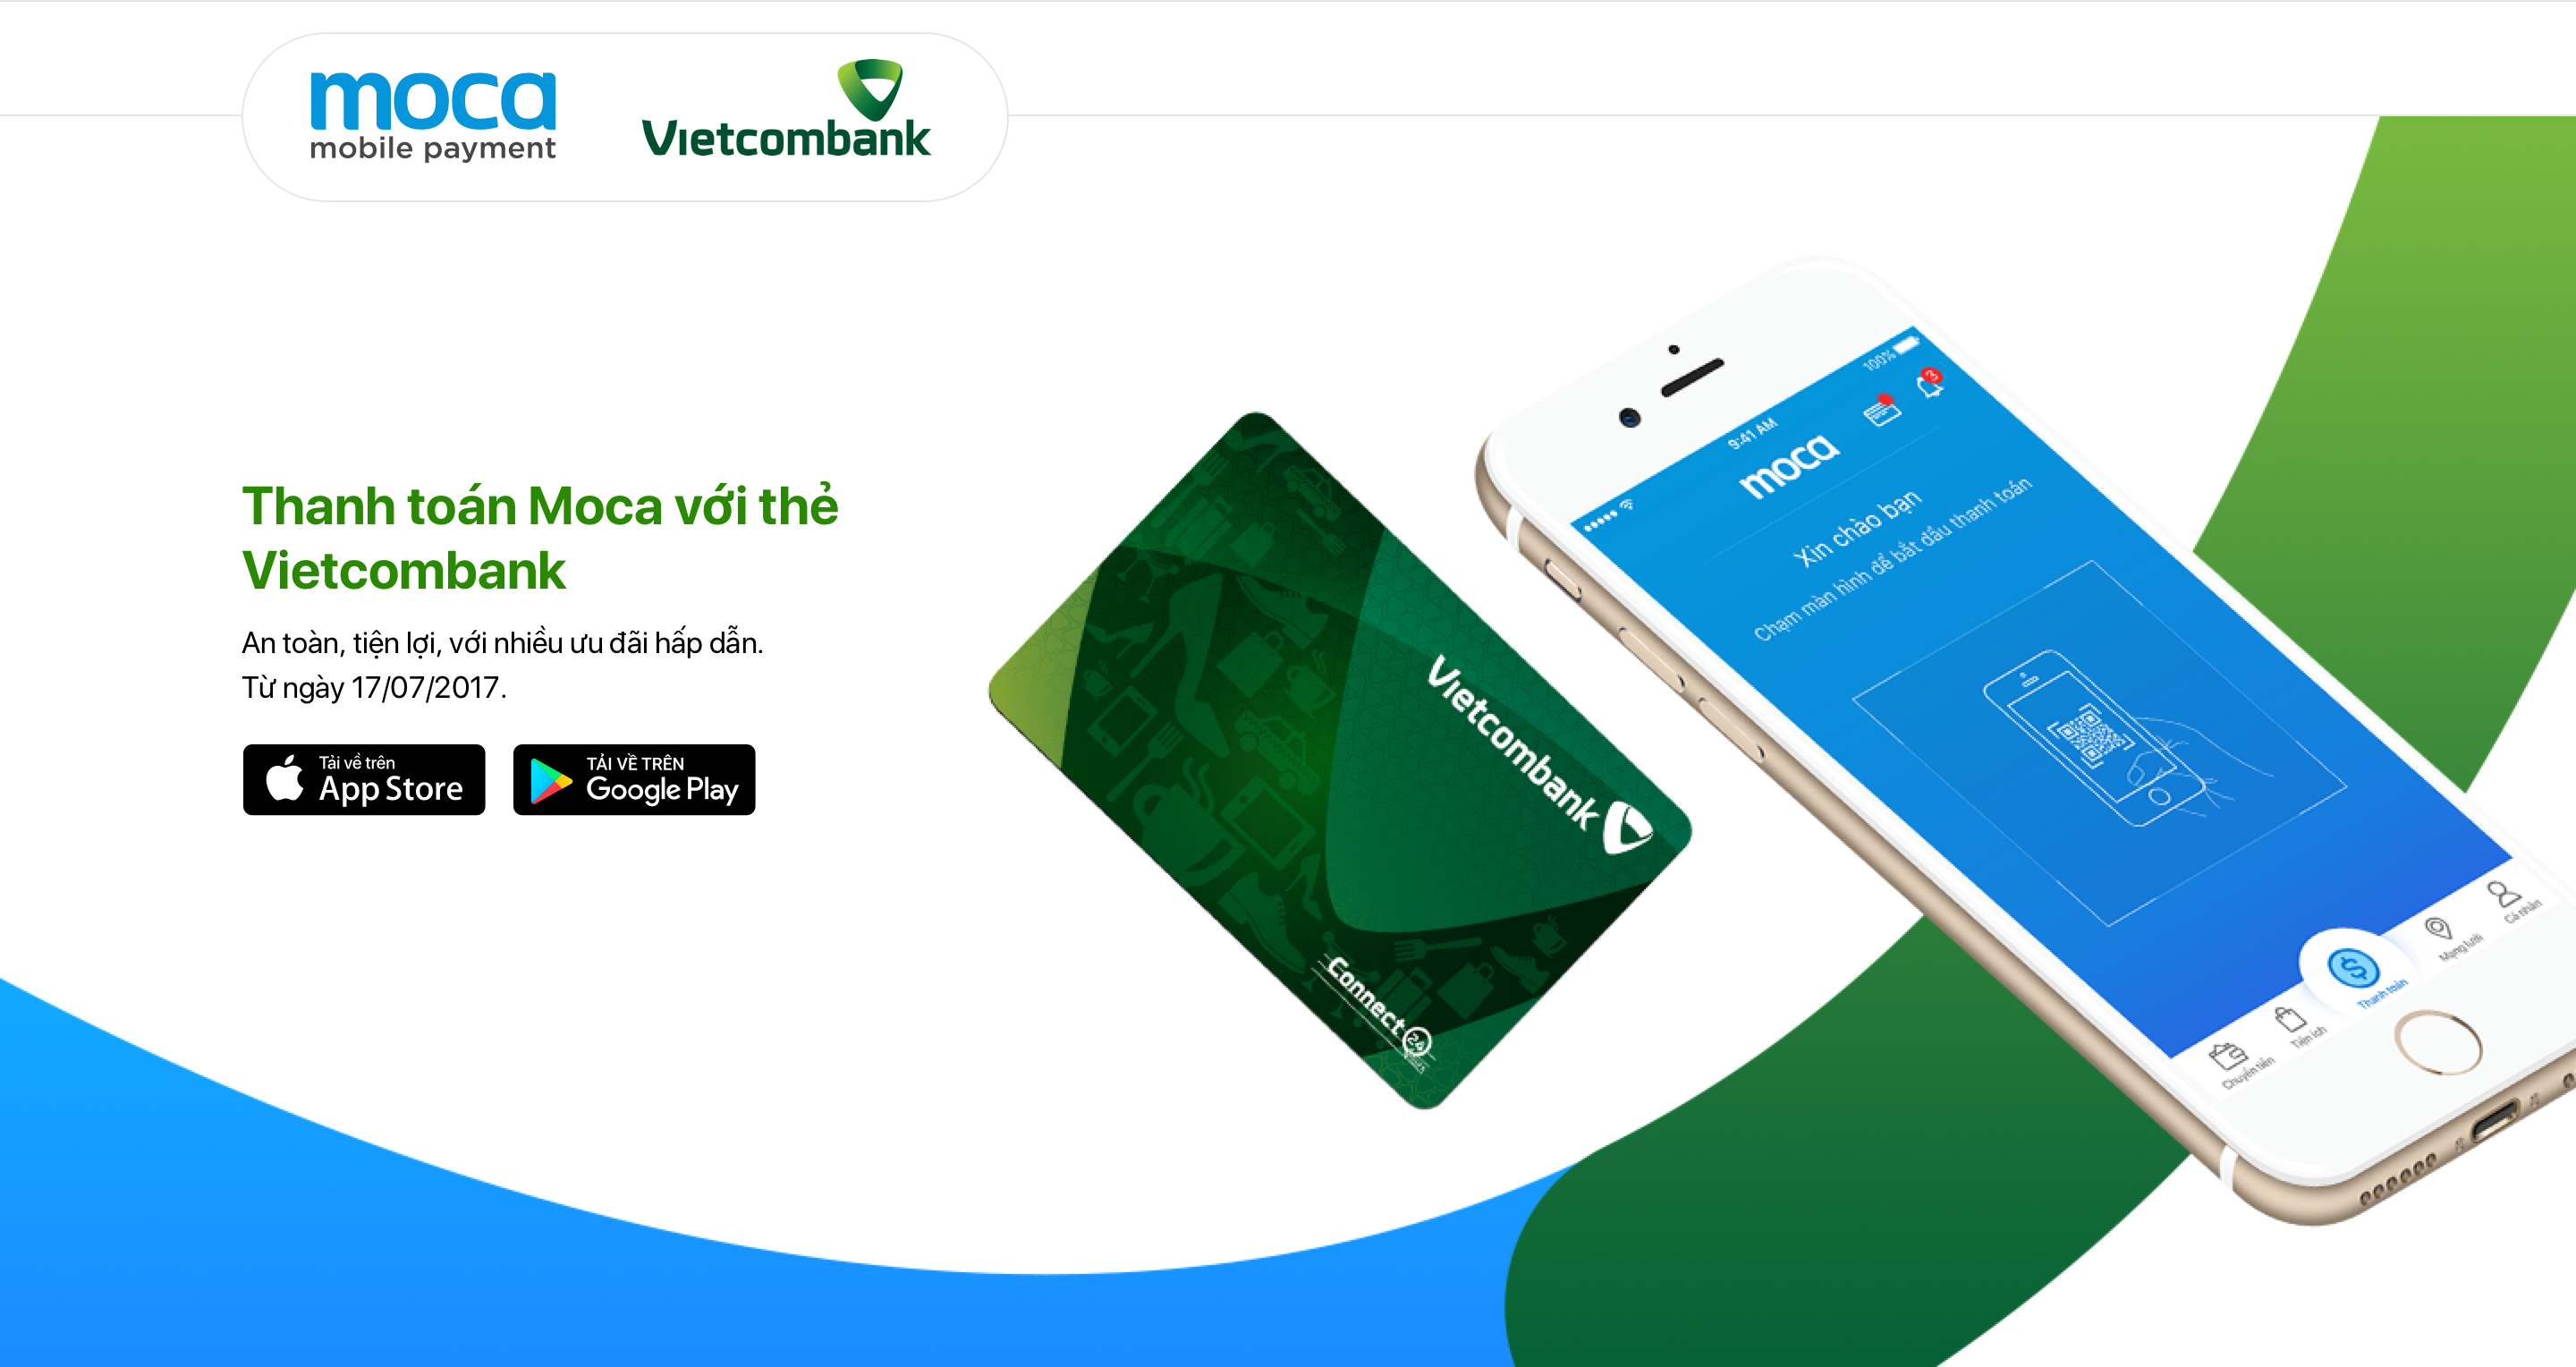 moca
mobile payment
Vietcombank
Thanh toán Moca với thẻ
Vietcombank
An toàn, tiện lợi, với nhiều ưu đãi hấp dẫn.
Từ ngày 17/07/2017.
Tải về trên
App Store
TẢI VỀ TRÊN
Google Play
Vietcombank
Connect 24
9:41 AM
100%
moca
3
Xin chào bạn
Chạm màn hình để bắt đầu thanh toán
Chuyển tiền
Tiện ích
Thanh toán
Mạng lưới
Cá nhân